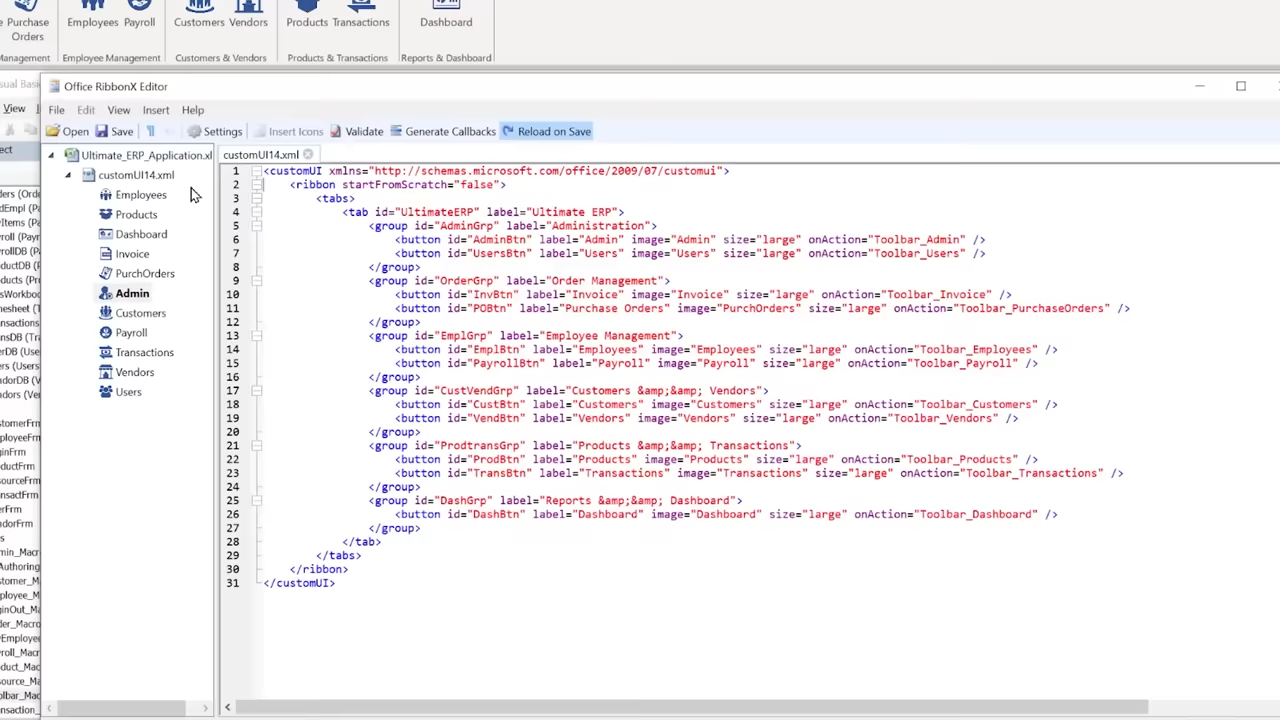 Purchase Employees Payroll Customers Vendors Products Transactions Dashboard
Orders
Employee Management Customers & Vendors Products & Transactions Reports & Dashboard
Office RibbonX Editor
View
File Edit View Insert Help
Open Save Settings Insert Icons Validate Generate Callbacks Reload on Save
Ultimate_ERP_Application.xl
customUI14.xml
Employees
Products
Dashboard
Invoice
PurchOrders
Admin
Customers
Payroll
Transactions
Vendors
Users
customUI14.xml
1 <customUI xmlns="http://schemas.microsoft.com/office/2009/07/customui">
2 <ribbon startFromScratch="false">
3 <tabs>
4 <tab id="UltimateERP" label="Ultimate ERP">
5 <group id="AdminGrp" label="Administration">
6 <button id="AdminBtn" label="Admin" image="Admin" size="large" onAction="Toolbar_Admin" />
7 <button id="UsersBtn" label="Users" image="Users" size="large" onAction="Toolbar_Users" />
8 </group>
9 <group id="OrderGrp" label="Order Management">
10 <button id="InvBtn" label="Invoice" image="Invoice" size="large" onAction="Toolbar_Invoice" />
11 <button id="POBtn" label="Purchase Orders" image="PurchOrders" size="large" onAction="Toolbar_PurchaseOrders" />
12 </group>
13 <group id="EmplGrp" label="Employee Management">
14 <button id="EmplBtn" label="Employees" image="Employees" size="large" onAction="Toolbar_Employees" />
15 <button id="PayrollBtn" label="Payroll" image="Payroll" size="large" onAction="Toolbar_Payroll" />
16 </group>
17 <group id="CustVendGrp" label="Customers &amp;&amp; Vendors">
18 <button id="CustBtn" label="Customers" image="Customers" size="large" onAction="Toolbar_Customers" />
19 <button id="VendBtn" label="Vendors" image="Vendors" size="large" onAction="Toolbar_Vendors" />
20 </group>
21 <group id="ProdtransGrp" label="Products &amp;&amp; Transactions">
22 <button id="ProdBtn" label="Products" image="Products" size="large" onAction="Toolbar_Products" />
23 <button id="TransBtn" label="Transactions" image="Transactions" size="large" onAction="Toolbar_Transactions" />
24 </group>
25 <group id="DashGrp" label="Reports &amp;&amp; Dashboard">
26 <button id="DashBtn" label="Dashboard" image="Dashboard" size="large" onAction="Toolbar_Dashboard" />
27 </group>
28 </tab>
29 </tabs>
30 </ribbon>
31 </customUI>